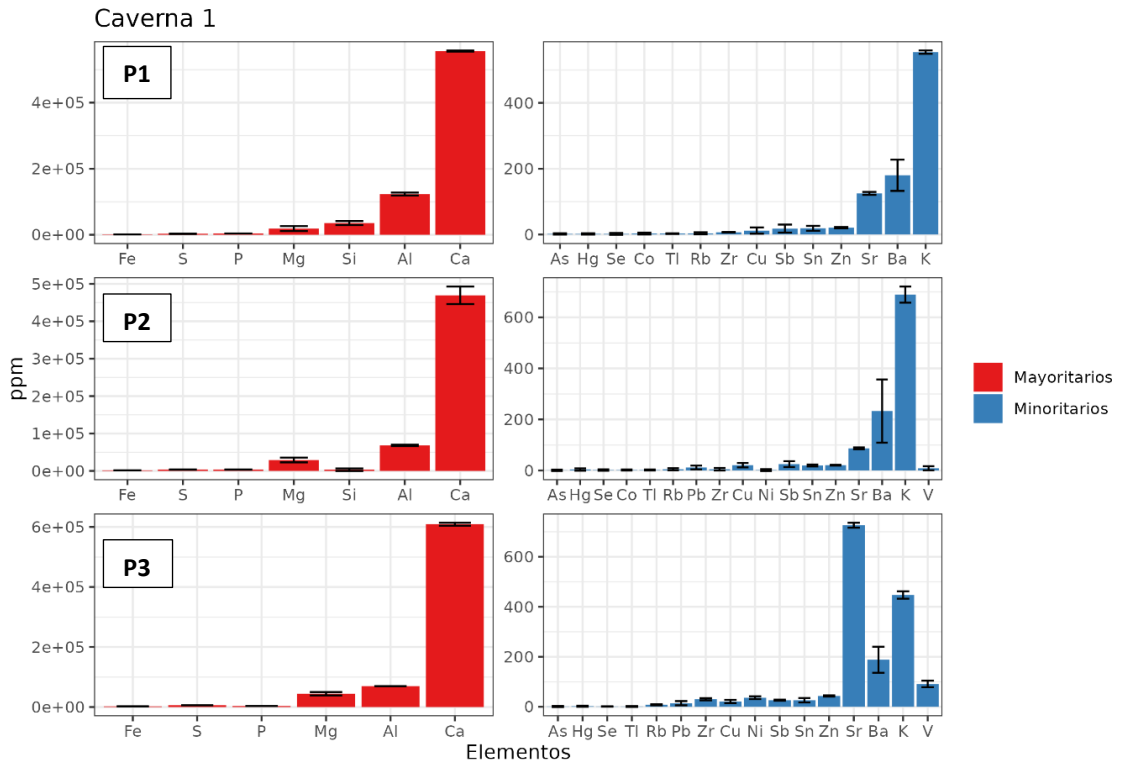 Caverna 1
P1
4e+05
2e+05
0e+00
Fe S P Mg Si Al Ca
400
200
0
As Hg Se Co Tl Rb Zr Cu Sb Sn Zn Sr Ba K
P2
5e+05
4e+05
3e+05
2e+05
1e+05
0e+00
Fe S P Mg Si Al Ca
600
400
200
0
As Hg Se Co Tl Rb Pb Zr Cu Ni Sb Sn Zn Sr Ba K V
P3
6e+05
4e+05
2e+05
0e+00
Fe S P Mg Al Ca
600
400
200
0
As Hg Se Tl Rb Pb Zr Cu Ni Sb Sn Zn Sr Ba K V
ppm
Elementos
Mayoritarios
Minoritarios